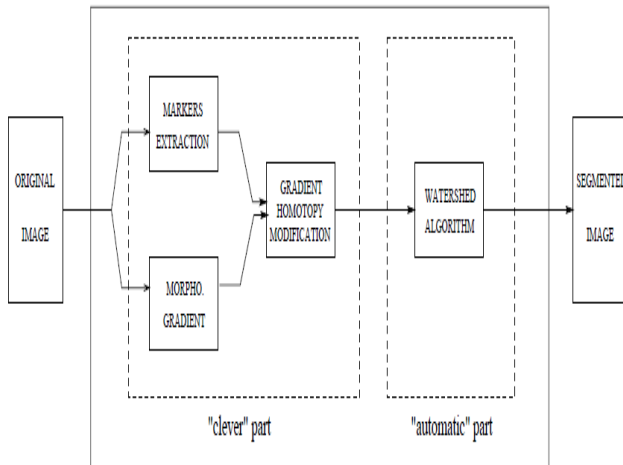 ORIGINAL
IMAGE
MARKERS
EXTRACTION
MORPHO.
GRADIENT
GRADIENT
HOMOTOPY
MODIFICATION
WATERSHED
ALGORITHM
SEGMENTED
IMAGE
"clever" part
"automatic" part